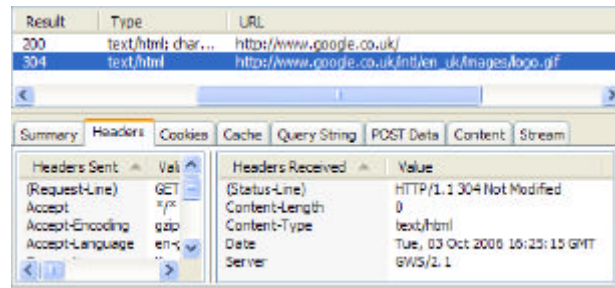 Result Type URL
200 text/html; char... http://www.google.co.uk/
304 text/html http://www.google.co.uk/intl/en_uk/images/logo.gif
Summary Headers Cookies Cache Query String POST Data Content Stream
Headers Sent Headers Received Value
(Request-Line) GET (Status-Line) HTTP/1.1 304 Not Modified
Accept */* Content-Length 0
Accept-Encoding gzip Content-Type text/html
Accept-Language en-g Date Tue, 03 Oct 2006 16:25:15 GMT
Server GWS/2.1